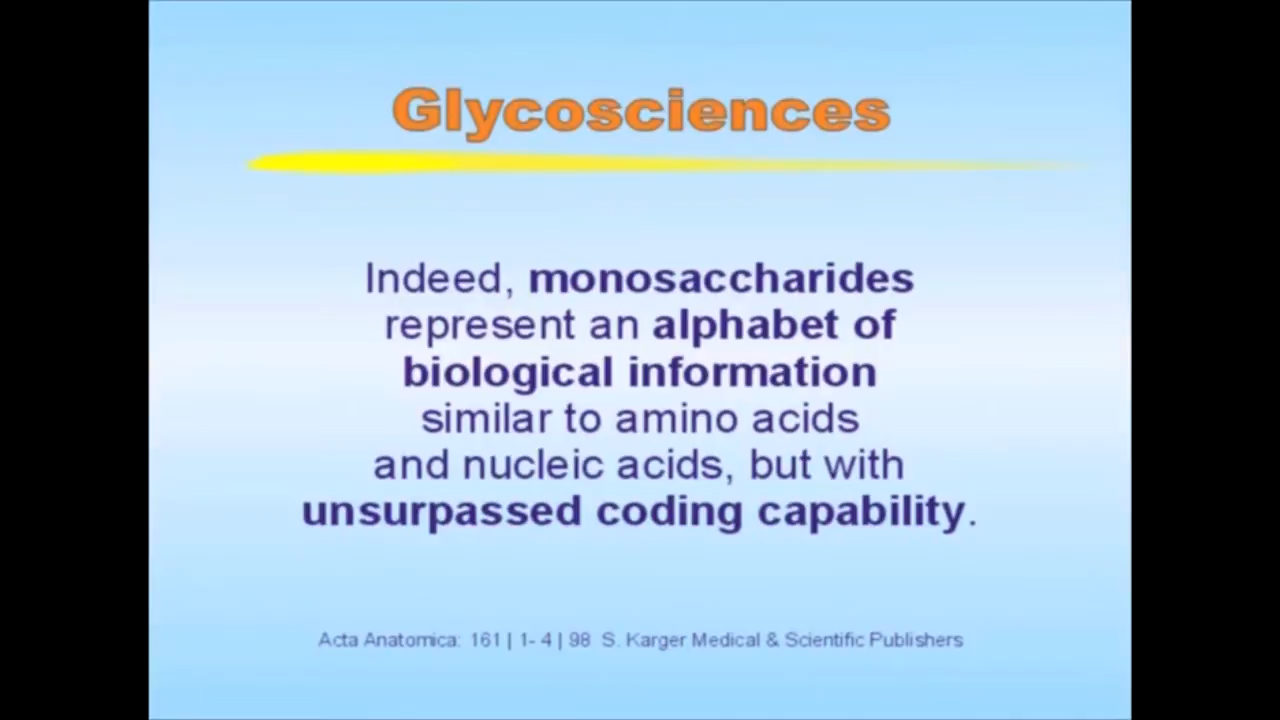 Glycosciences
Indeed, monosaccharides
represent an alphabet of
biological information
similar to amino acids
and nucleic acids, but with
unsurpassed coding capability.
Acta Anatomica: 161 | 1- 4 | 98 S. Karger Medical & Scientific Publishers